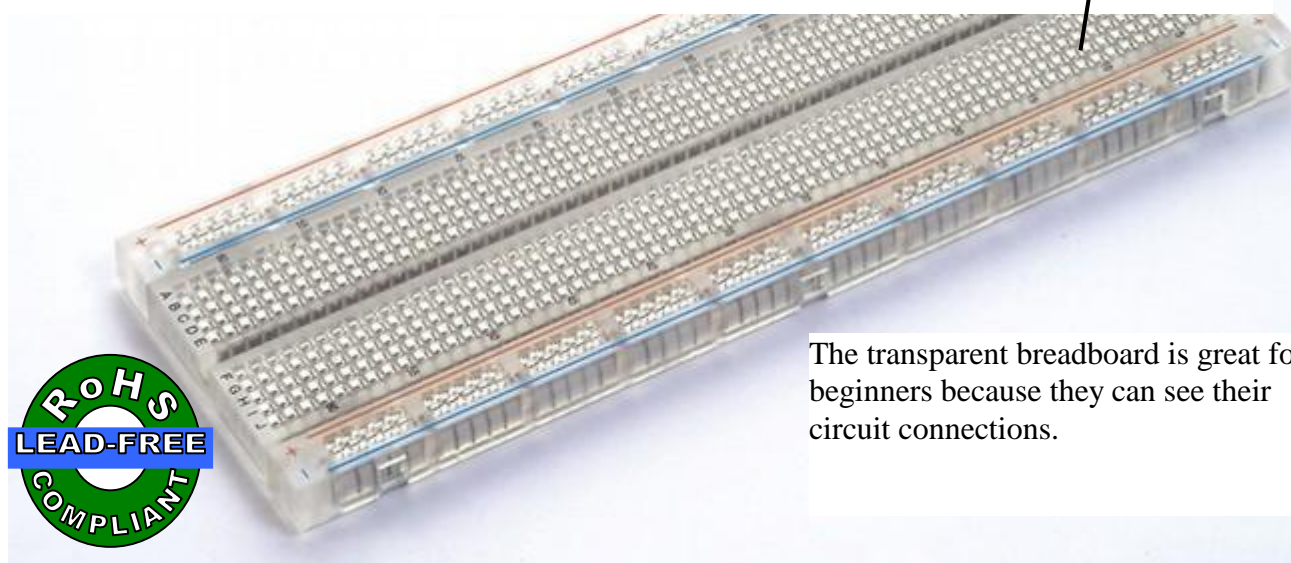 +
-
A
B
C
D
E
F
G
H
I
J
+
-
RoHS
LEAD-FREE
COMPLIANT
The transparent breadboard is great fo
beginners because they can see their
circuit connections.